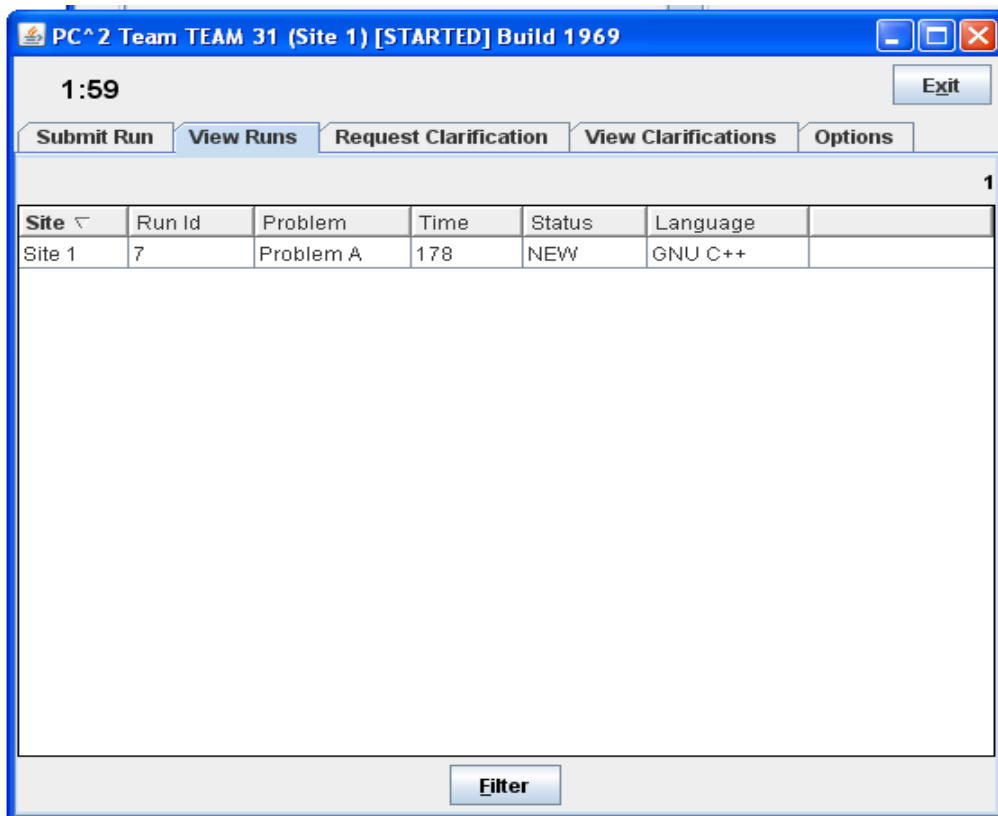 PC^2 Team TEAM 31 (Site 1) [STARTED] Build 1969
1:59 Exit
Submit Run View Runs Request Clarification View Clarifications Options
1
Site Run Id Problem Time Status Language
Site 1 7 Problem A 178 NEW GNU C++
Filter